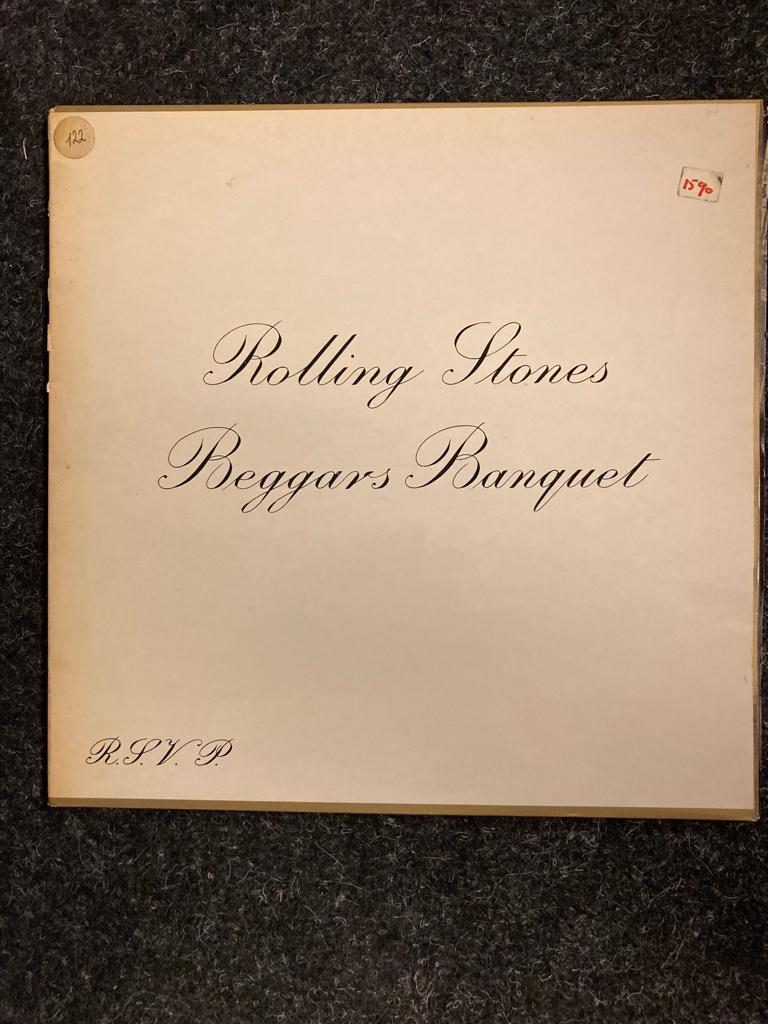 122
1590
Rolling Stones
Beggars Banquet
R.S.V.P.